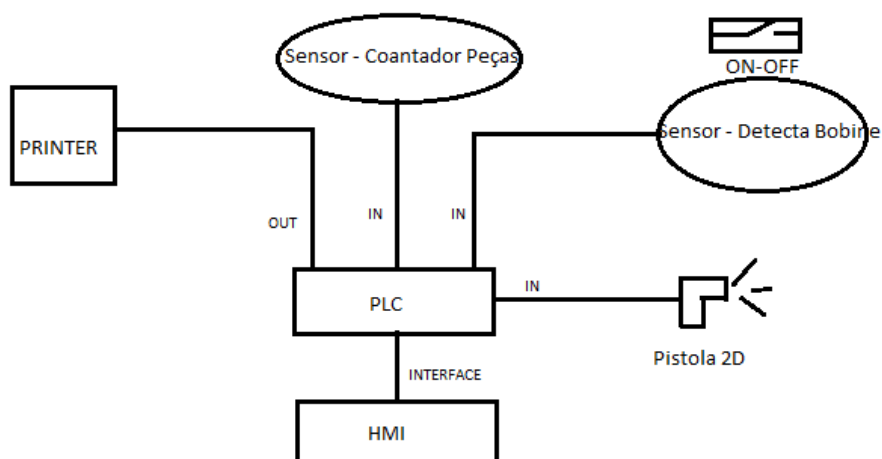 Sensor - Coantador Peças
ON-OFF
PRINTER
Sensor - Detecta Bobine
OUT
IN
IN
PLC
IN
INTERFACE
Pistola 2D
HMI